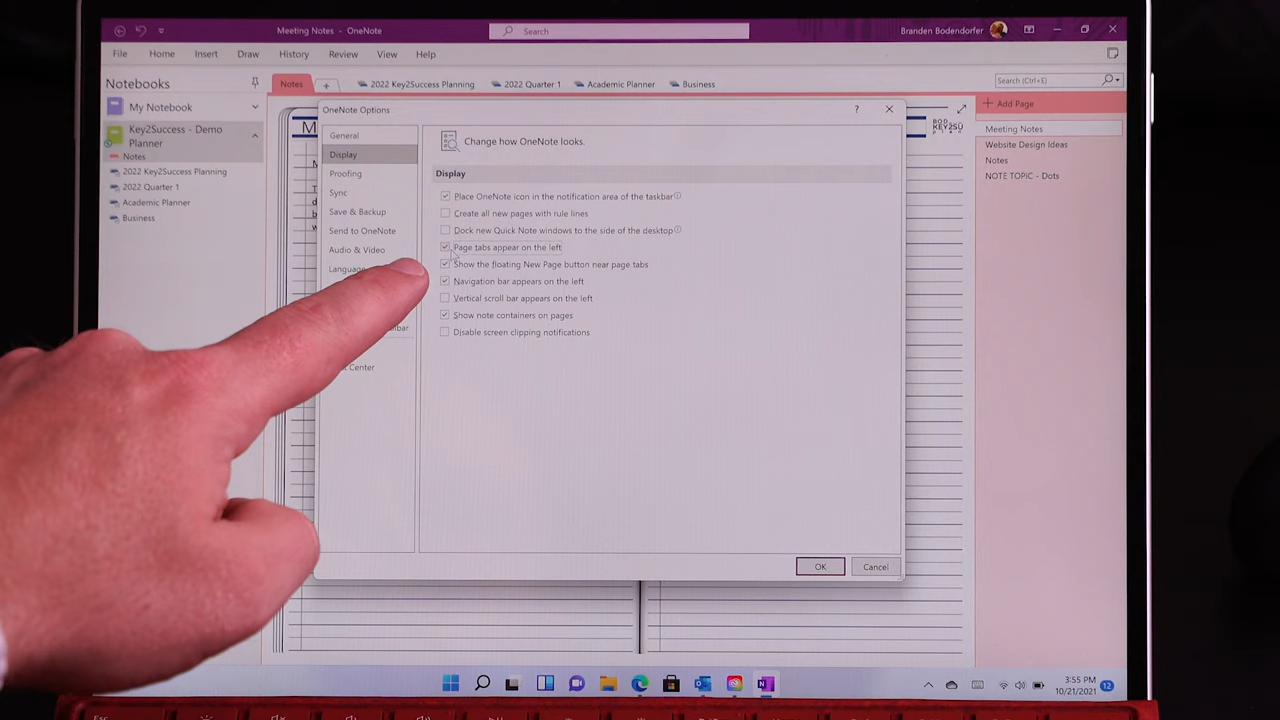 Meeting Notes - OneNote
Search
Branden Bodendorfer
File Home Insert Draw History Review View Help
Notebooks
My Notebook
Key2Success - Demo
Planner
Notes
2022 Key2Success Planning
2022 Quarter 1
Academic Planner
Business
Notes
2022 Key2Success Planning
2022 Quarter 1
Academic Planner
Business
Search (Ctrl+E)
Add Page
Meeting Notes
Website Design Ideas
Notes
NOTE TOPIC - Dots
M
BOD
KEY2SU
OneNote Options
General
Display
Proofing
Sync
Save & Backup
Send to OneNote
Audio & Video
Language
Change how OneNote looks.
Display
Place OneNote icon in the notification area of the taskbar
Create all new pages with rule lines
Dock new Quick Note windows to the side of the desktop
Page tabs appear on the left
Show the floating New Page button near page tabs
Navigation bar appears on the left
Vertical scroll bar appears on the left
Show note containers on pages
Disable screen clipping notifications
Center
OK Cancel
3:55 PM
10/21/2021
12
Esc